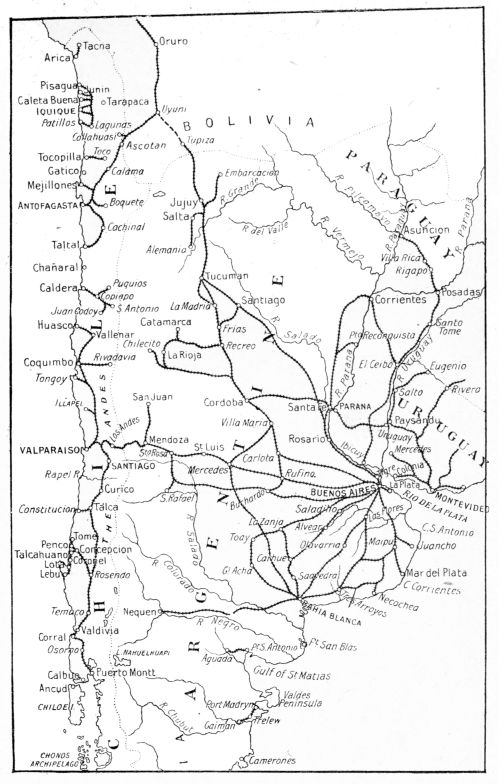 Tacna
Oruro
Arica
Pisagua
Junin
Caleta Buena
Tarapaca
IQUIQUE
Uyuni
Patillos
Lagunas
BOLIVIA
Collahuasi
Ascotan
Tupiza
Tocopilla
Toco
Gatico
Calama
Embarcacion
PARAGUAY
Mejillones
R. Grande
R. Pilcomayo
ANTOFAGASTA
Boquete
Jujuy
Salta
R. Paraguay
R. Parana
Asuncion
Cachinal
R. del Valle
R. Vermejo
Taltal
Alemania
Villa Rica
Rigapo
Chañaral
Tucuman
Caldera
Puquios
Copiapo
Posadas
Juan Godoy
S. Antonio
La Madria
Santiago
Corrientes
Huasco
Vallenar
Catamarca
Frias
Santo
Tome
Chilecito
R. Salado
Pto Reconquista
Coquimbo
Rivadavia
La Rioja
Recreo
R. Parana
El Ceibo
R. Uruguay
Eugenio
Tongoy
Salto
Rivera
ILLAPEL
San Juan
Cordoba
Santa
PARANA
URUGUAY
ANDES
Villa Maria
Paysandu
Los Andes
Mendoza
Rosario
Uruguay
VALPARAISO
Sta Rosa
St Luis
Ibicuy
Mercedes
SANTIAGO
Carlota
Colonia
Rapel R.
Mercedes
Rufino
La Plata
Curico
S. Rafael
Buchardo
BUENOS AIRES
MONTEVIDEO
RIO DE LA PLATA
Constitucion
Talca
Saladillo
Las Flores
THE
R. Salado
La Zanja
Alvear
C.S. Antonio
Tome
Toay
Olavarria
Maipu
Juancho
Penco
Concepcion
Talcahuano
Coronel
Carhue
Lota
Lebu
Rosendo
R. Colorado
Gl Acha
Saavedra
Mar del Plata
C. Corrientes
Necochea
Tres Arroyos
Temuco
Nequen
BAHIA BLANCA
R. Negro
Valdivia
Corral
Osorno
L. NAHUELHUAPI
Pt S. Antonio
Pt San Blas
Aguada
Calbuco
Puerto Montt
Gulf of St Matias
Ancud
CHILOE I.
Valdes
Peninsula
Port Madryn
R. Chubut
Gaiman
Trelew
CHONOS
ARCHIPELAGO
Camerones
CHILE
ARGENTINE